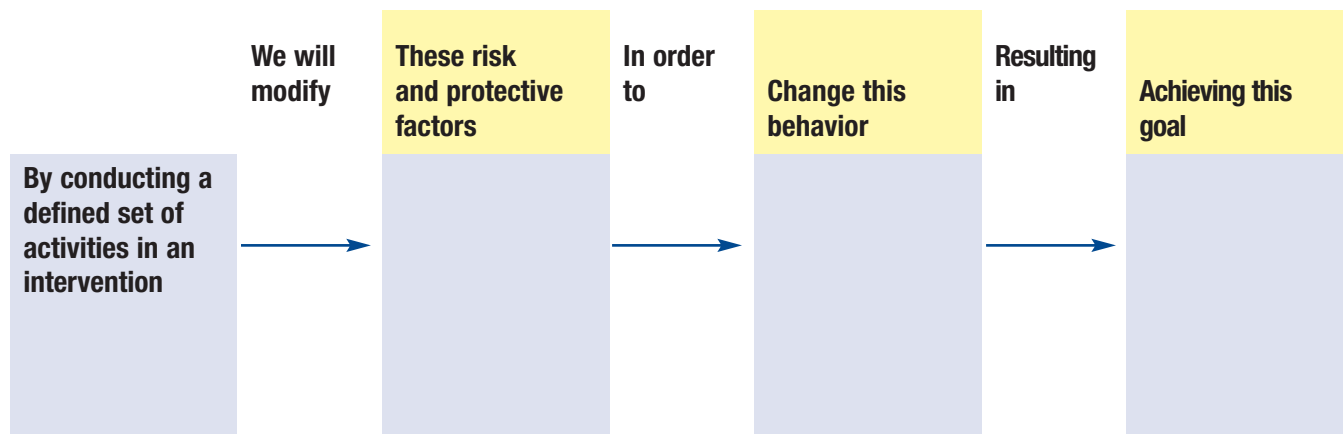 By conducting a
defined set of
activities in an
intervention
We will
modify
These risk
and protective
factors
In order
to
Change this
behavior
Resulting
in
Achieving this
goal